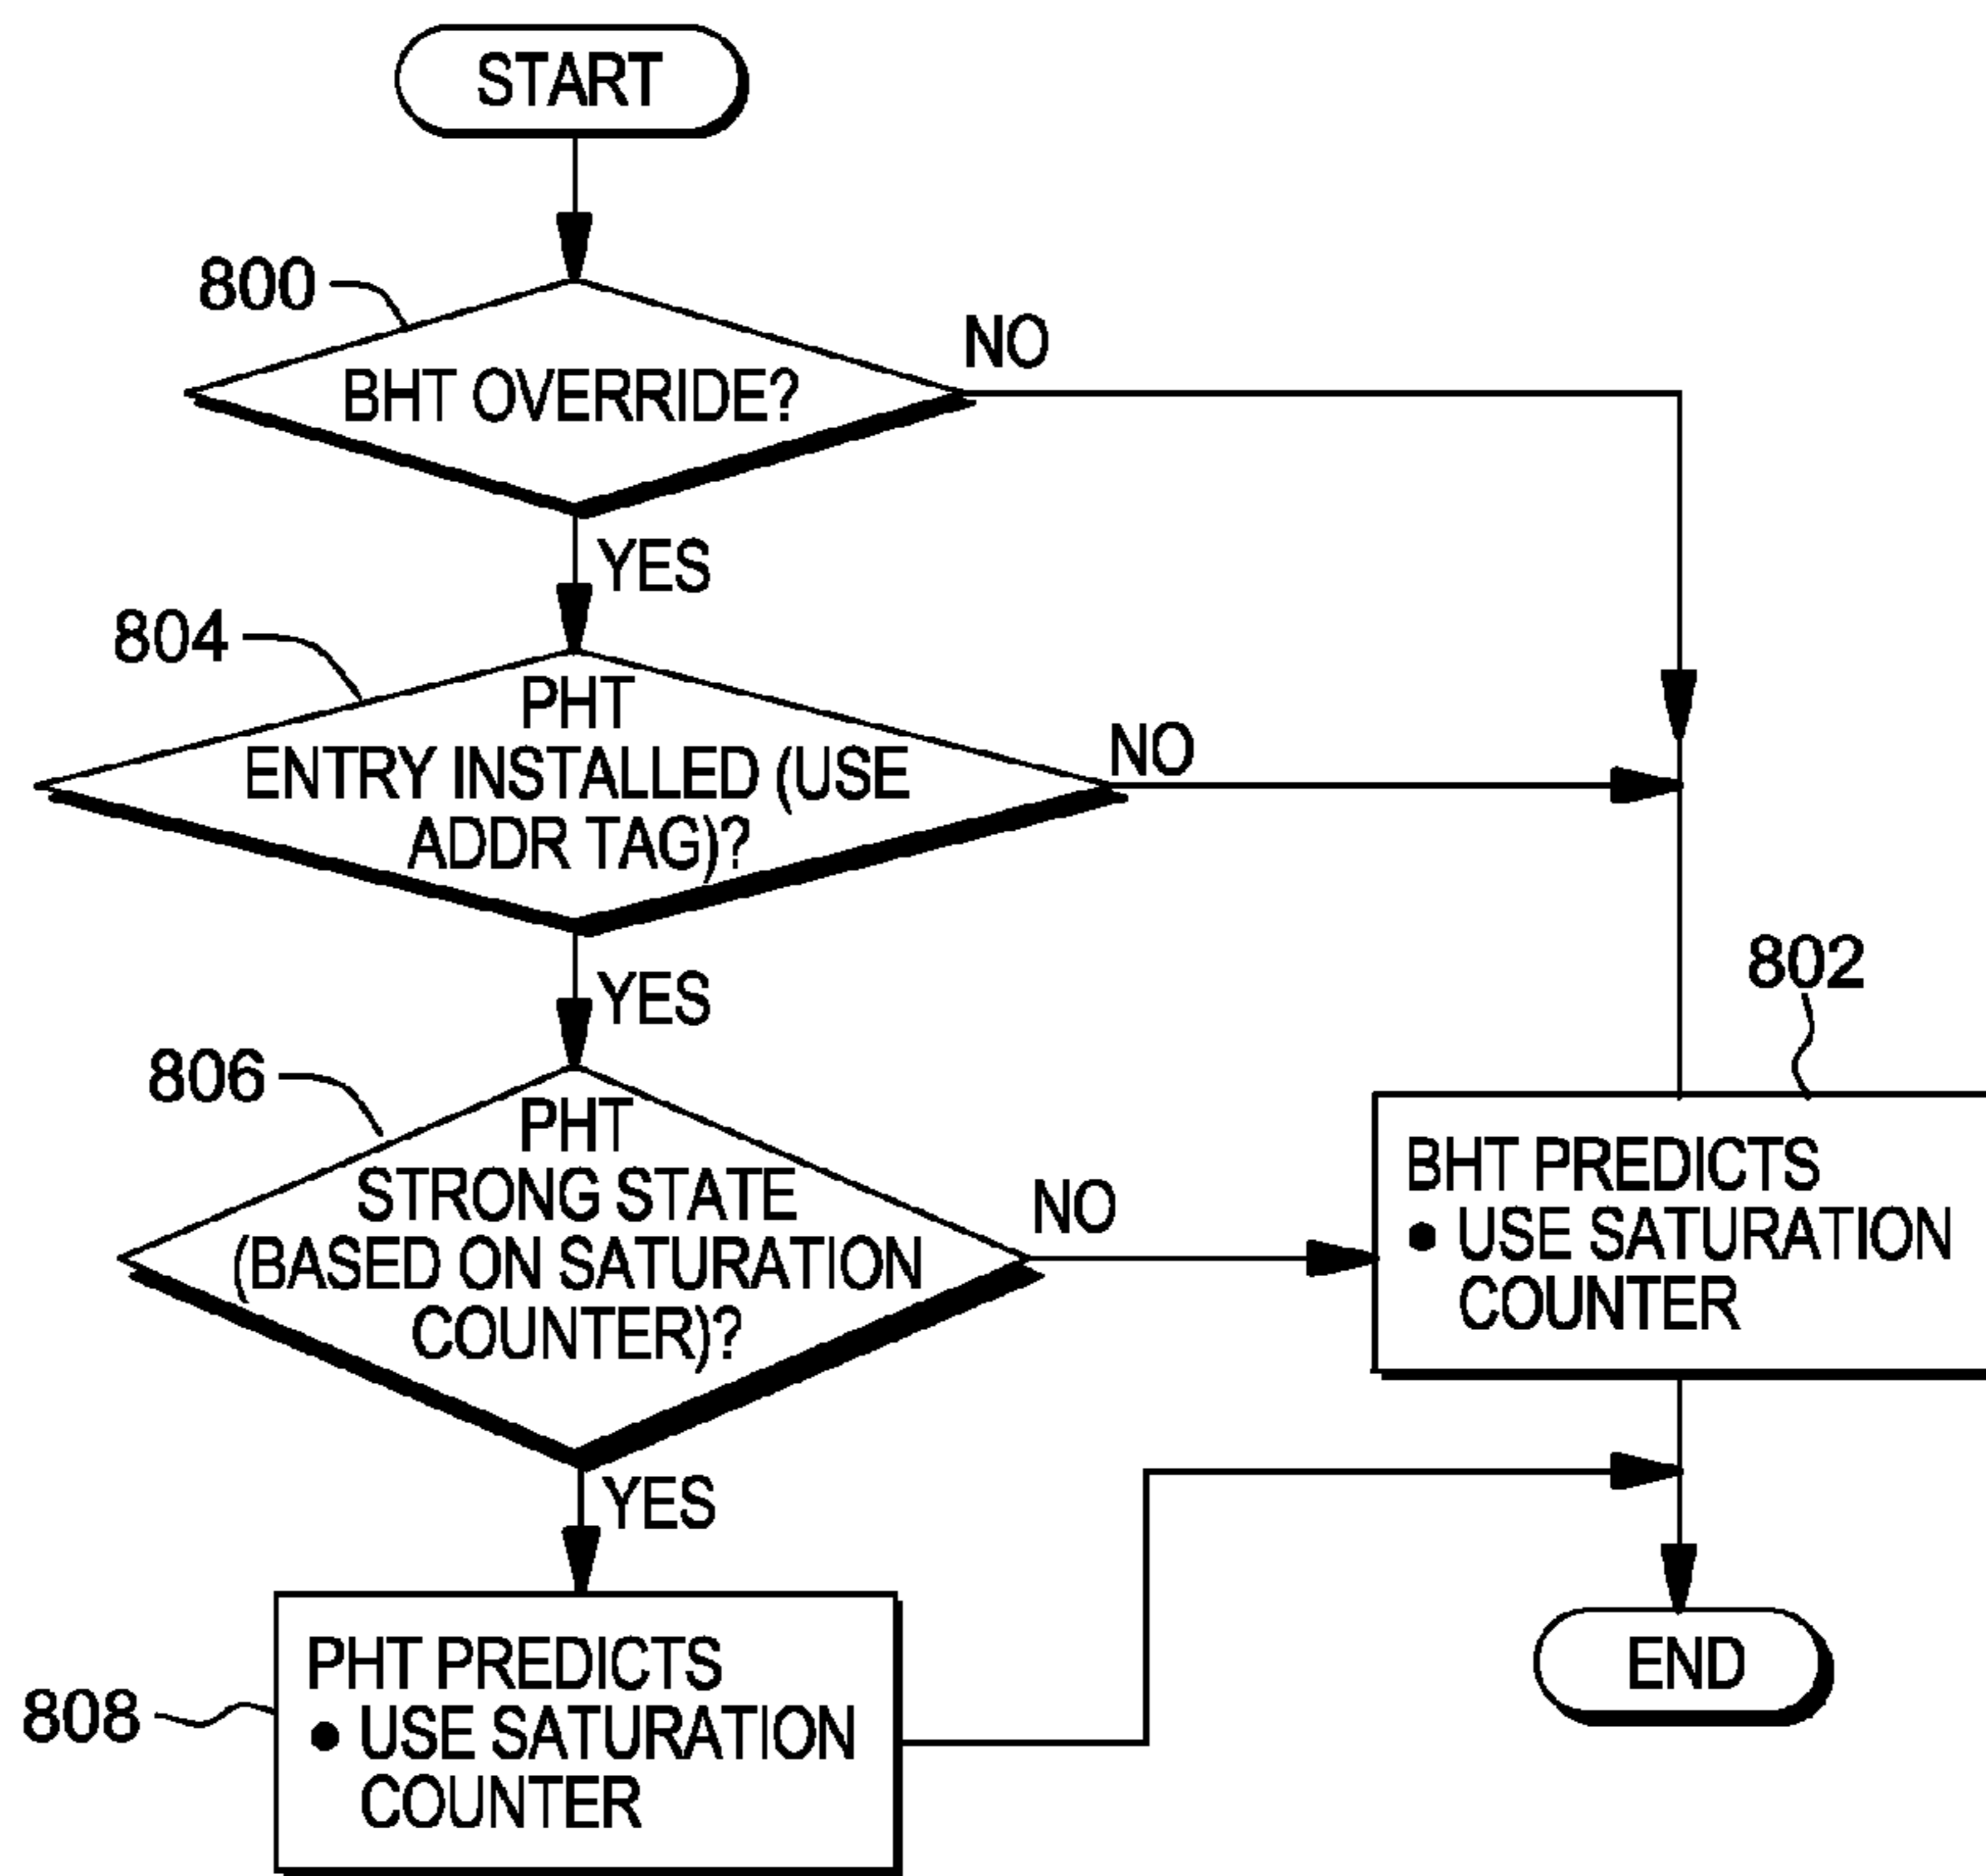 START
800
BHT OVERRIDE?
NO
YES
804
PHT
ENTRY INSTALLED (USE
ADDR TAG)?
NO
YES
802
806
PHT
STRONG STATE
(BASED ON SATURATION
COUNTER)?
NO
BHT PREDICTS
● USE SATURATION
COUNTER
YES
808
PHT PREDICTS
● USE SATURATION
COUNTER
END